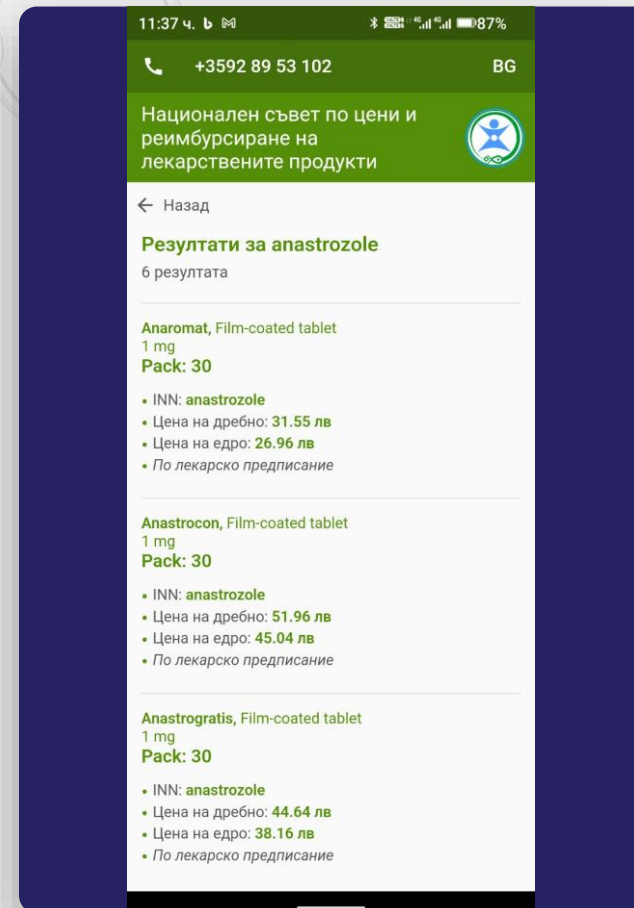 11:37 ч. 87%
+3592 89 53 102 BG
Национален съвет по цени и
реимбурсиране на
лекарствените продукти
← Назад
Резултати за anastrozole
6 резултата
Anaromat, Film-coated tablet
1 mg
Pack: 30
• INN: anastrozole
• Цена на дребно: 31.55 лв
• Цена на едро: 26.96 лв
• По лекарско предписание
Anastrocon, Film-coated tablet
1 mg
Pack: 30
• INN: anastrozole
• Цена на дребно: 51.96 лв
• Цена на едро: 45.04 лв
• По лекарско предписание
Anastrogratis, Film-coated tablet
1 mg
Pack: 30
• INN: anastrozole
• Цена на дребно: 44.64 лв
• Цена на едро: 38.16 лв
• По лекарско предписание